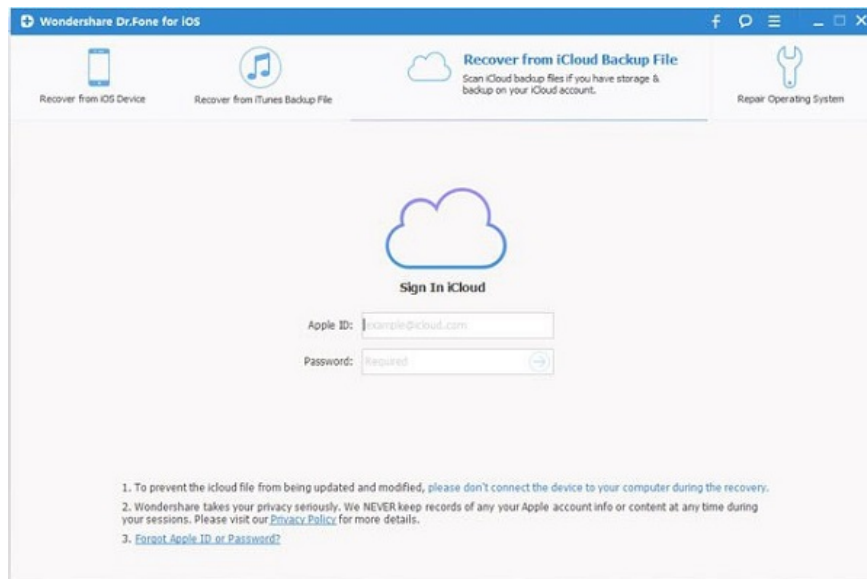 Wondershare Dr.Fone for iOS
Recover from iOS Device
Recover from iTunes Backup File
Recover from iCloud Backup File
Scan iCloud backup files if you have storage &
backup on your iCloud account.
Repair Operating System
Sign In iCloud
Apple ID:
example@icloud.com
Password:
Required
1. To prevent the icloud file from being updated and modified, please don't connect the device to your computer during the recovery.
2. Wondershare takes your privacy seriously. We NEVER keep records of any your Apple account info or content at any time during
your sessions. Please visit our Privacy Policy for more details.
3. Forgot Apple ID or Password?